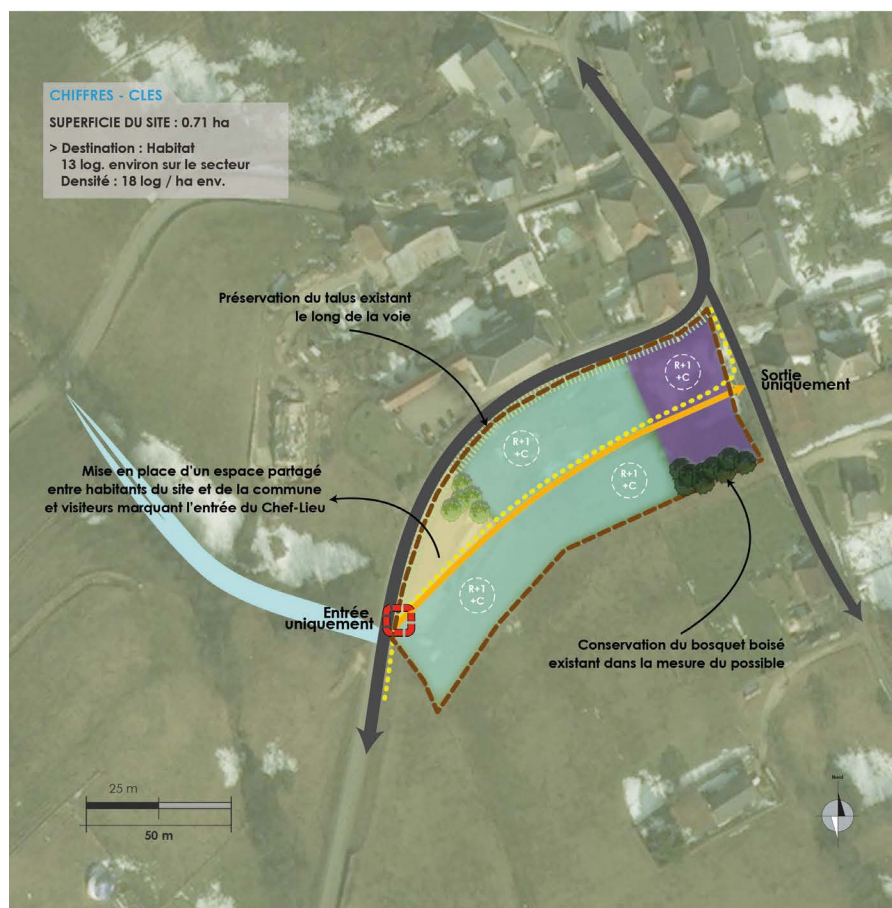 CHIFFRES - CLES
SUPERFICIE DU SITE : 0.71 ha
> Destination : Habitat
13 log. environ sur le secteur
Densité : 18 log / ha env.
Préservation du talus existant
le long de la voie
R+1
+C
Sortie
uniquement
R+1
+C
R+1
+C
Mise en place d'un espace partagé
entre habitants du site et de la commune
et visiteurs marquant l'entrée du Chef-Lieu
R+1
+C
Entrée
uniquement
Conservation du bosquet boisé
existant dans la mesure du possible
25 m
50 m
Nord